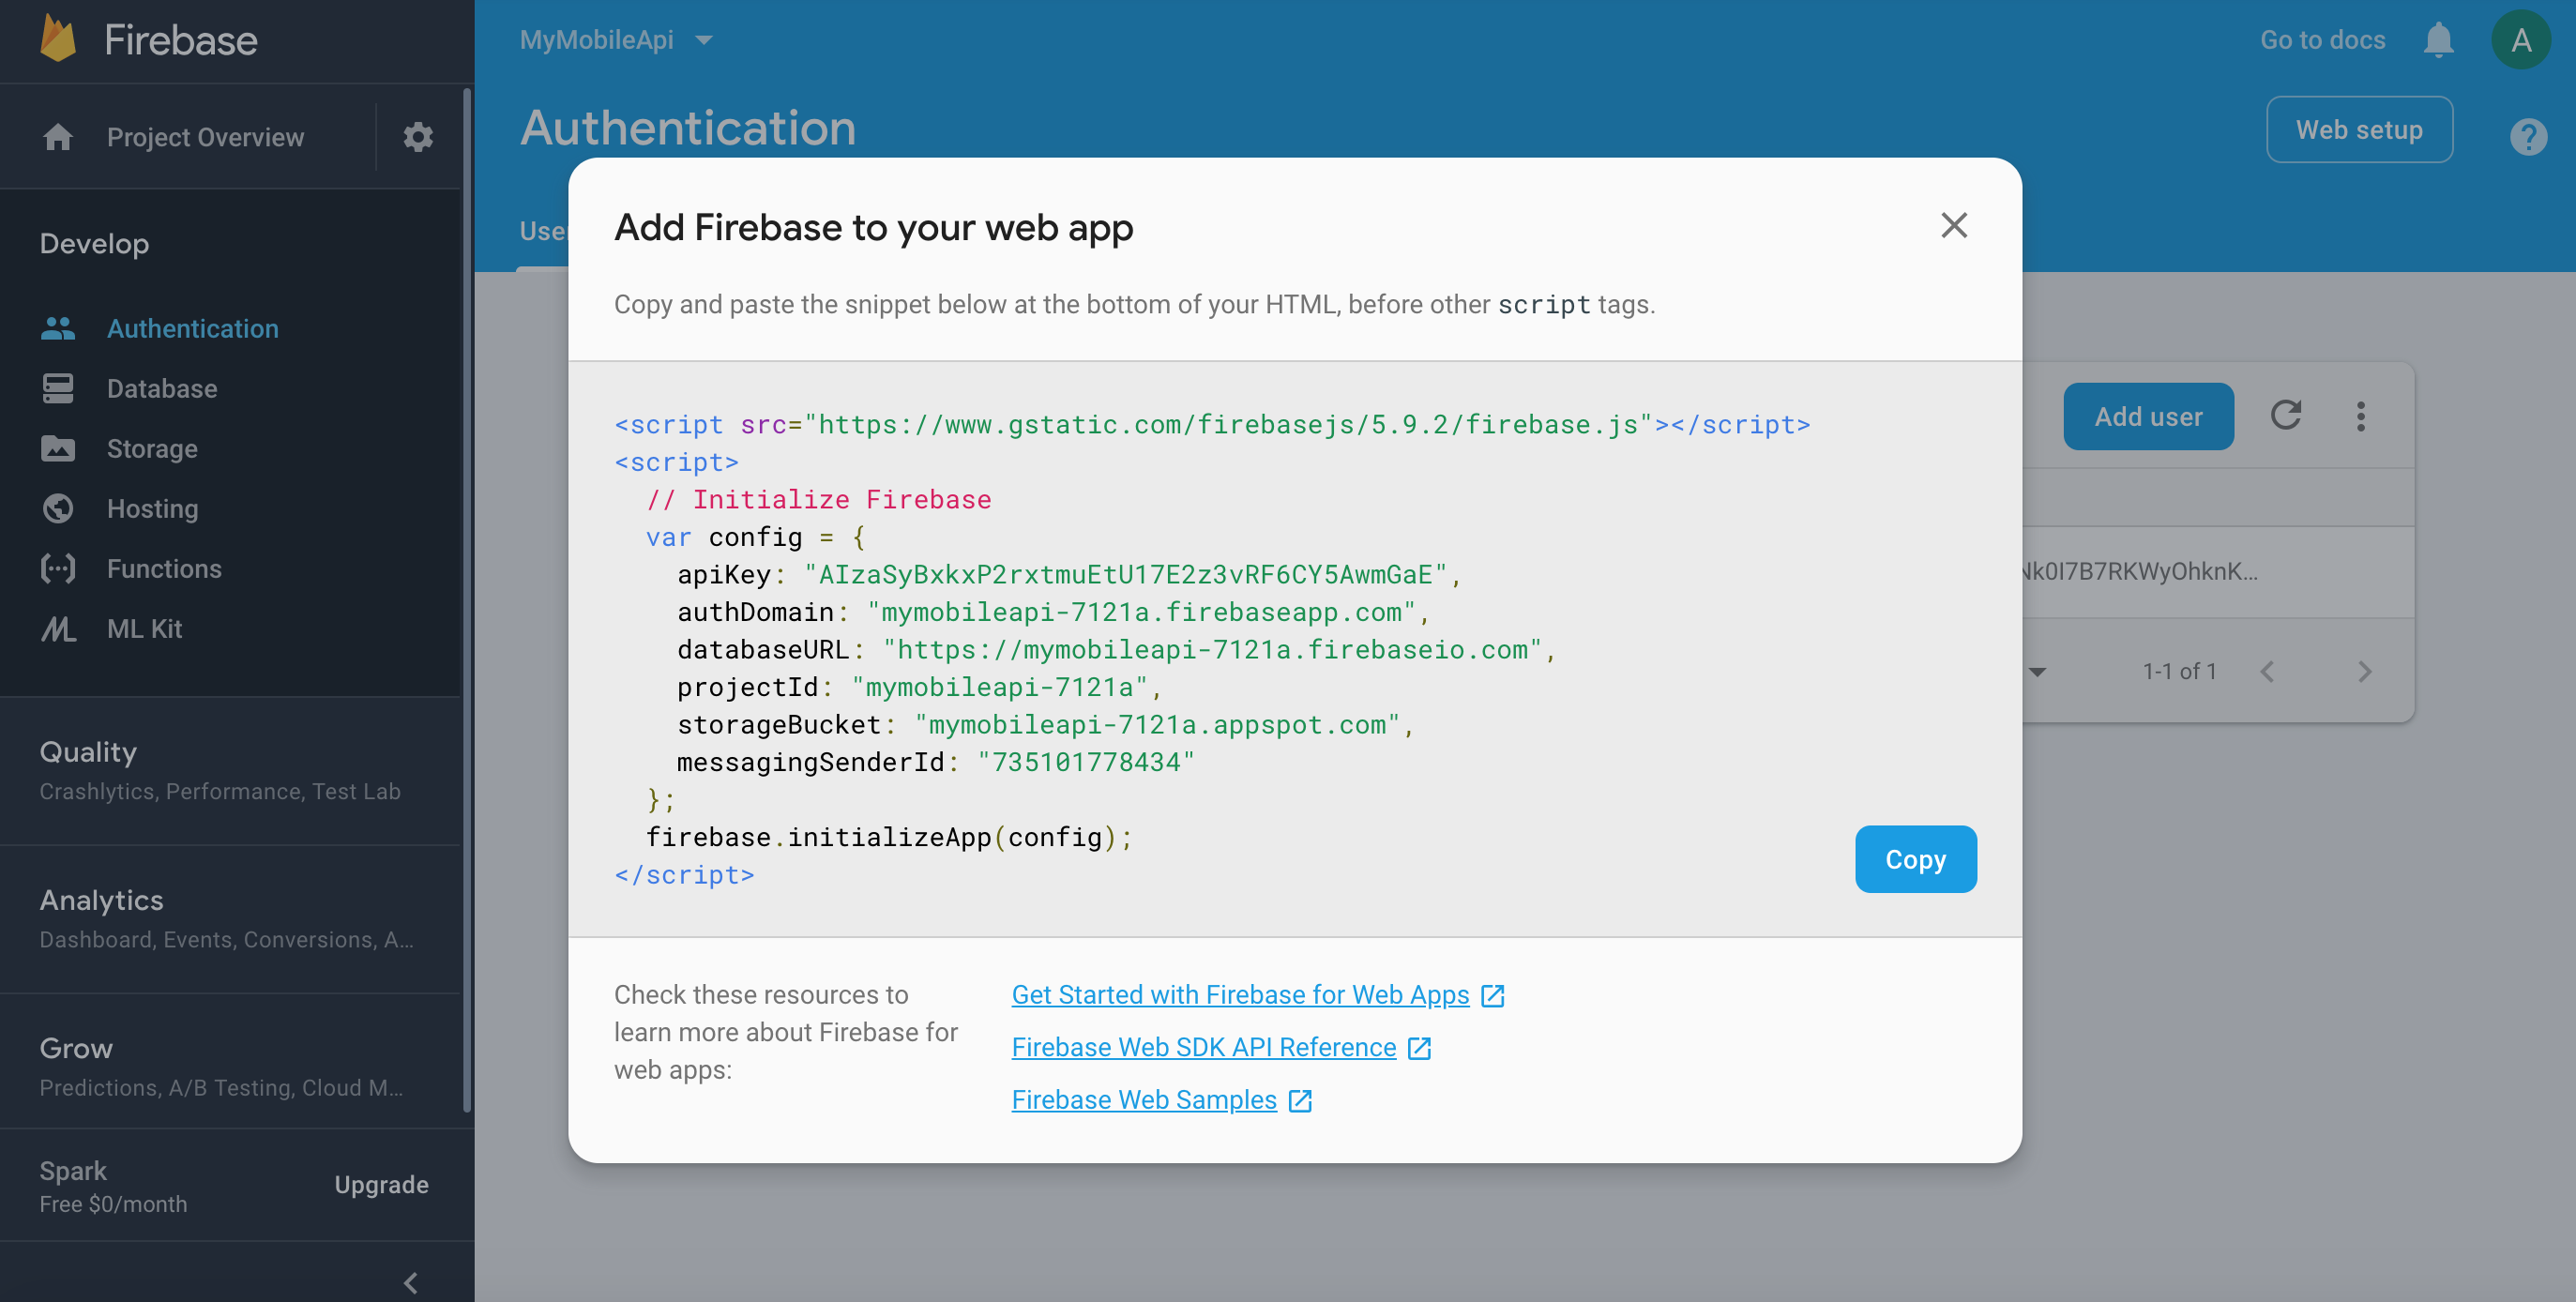 Firebase
Project Overview
Develop
Authentication
Database
Storage
Hosting
Functions
ML Kit
Quality
Crashlytics, Performance, Test Lab
Analytics
Dashboard, Events, Conversions, A...
Grow
Predictions, A/B Testing, Cloud M...
Spark
Free $0/month
Upgrade
MyMobileApi
Go to docs
A
Authentication
Web setup
?
Add Firebase to your web app
Copy and paste the snippet below at the bottom of your HTML, before other script tags.
<script src="https://www.gstatic.com/firebasejs/5.9.2/firebase.js"></script>
<script>
// Initialize Firebase
var config = {
apiKey: "AIzaSyBxkxP2rxtmuEtU17E2z3vRF6CY5AwmGaE",
authDomain: "mymobileapi-7121a.firebaseapp.com",
databaseURL: "https://mymobileapi-7121a.firebaseio.com",
projectId: "mymobileapi-7121a",
storageBucket: "mymobileapi-7121a.appspot.com",
messagingSenderId: "735101778434"
};
firebase.initializeApp(config);
</script>
Copy
Check these resources to
learn more about Firebase for
web apps:
Get Started with Firebase for Web Apps
Firebase Web SDK API Reference
Firebase Web Samples
Add user
1-1 of 1